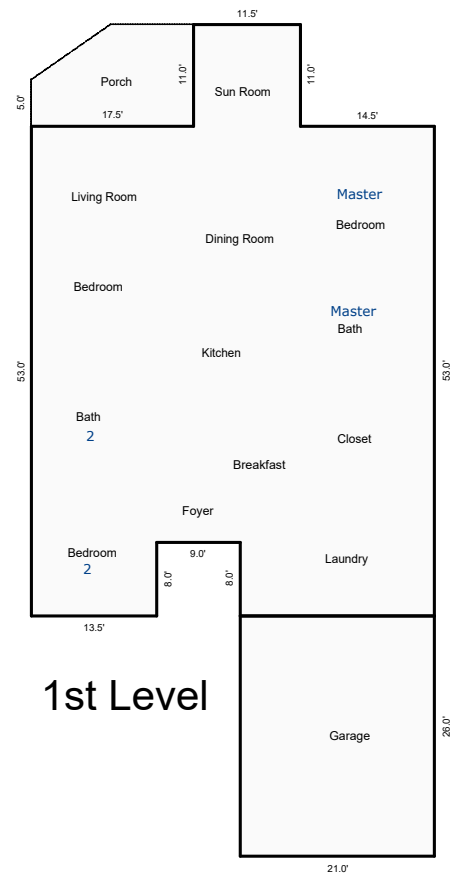 11.5'
11.0'
11.0'
Porch
Sun Room
5.0'
17.5'
14.5'
Living Room
Master
Bedroom
Dining Room
Bedroom
Master
Bath
Kitchen
53.0'
53.0'
Bath
2
Closet
Breakfast
Foyer
Bedroom
2
9.0'
8.0'
8.0'
Laundry
13.5'
1st Level
Garage
26.0'
21.0'